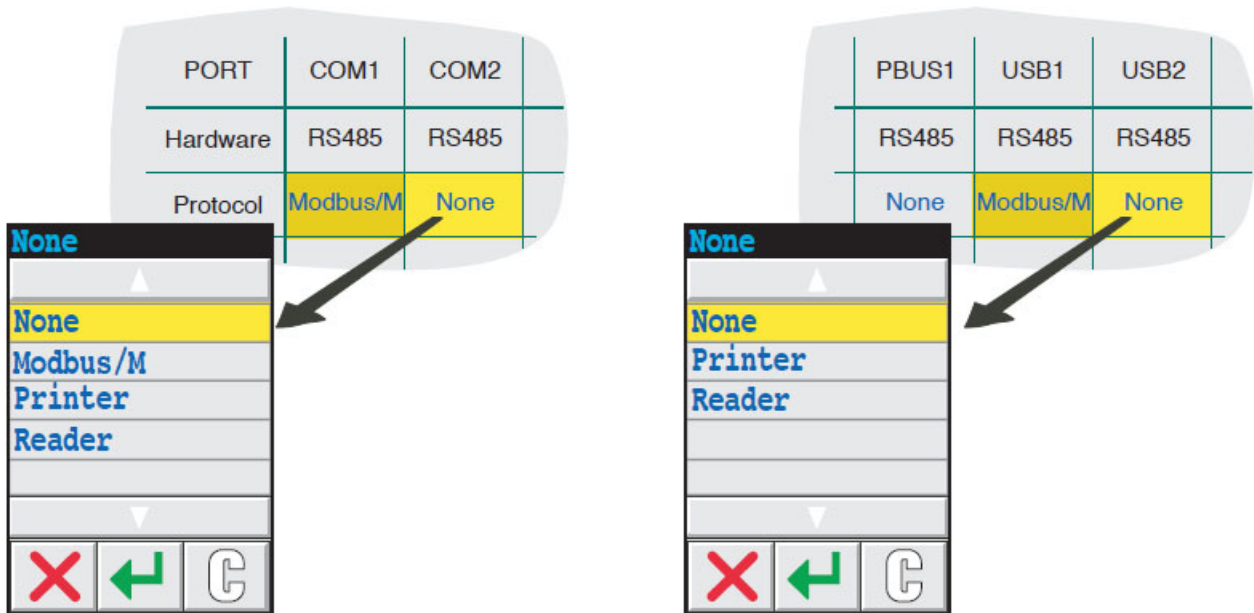 PORT COM1 COM2
Hardware RS485 RS485
Protocol Modbus/M None
None
None
Modbus/M
Printer
Reader
C
PBUS1 USB1 USB2
RS485 RS485 RS485
None Modbus/M None
None
None
Printer
Reader
C